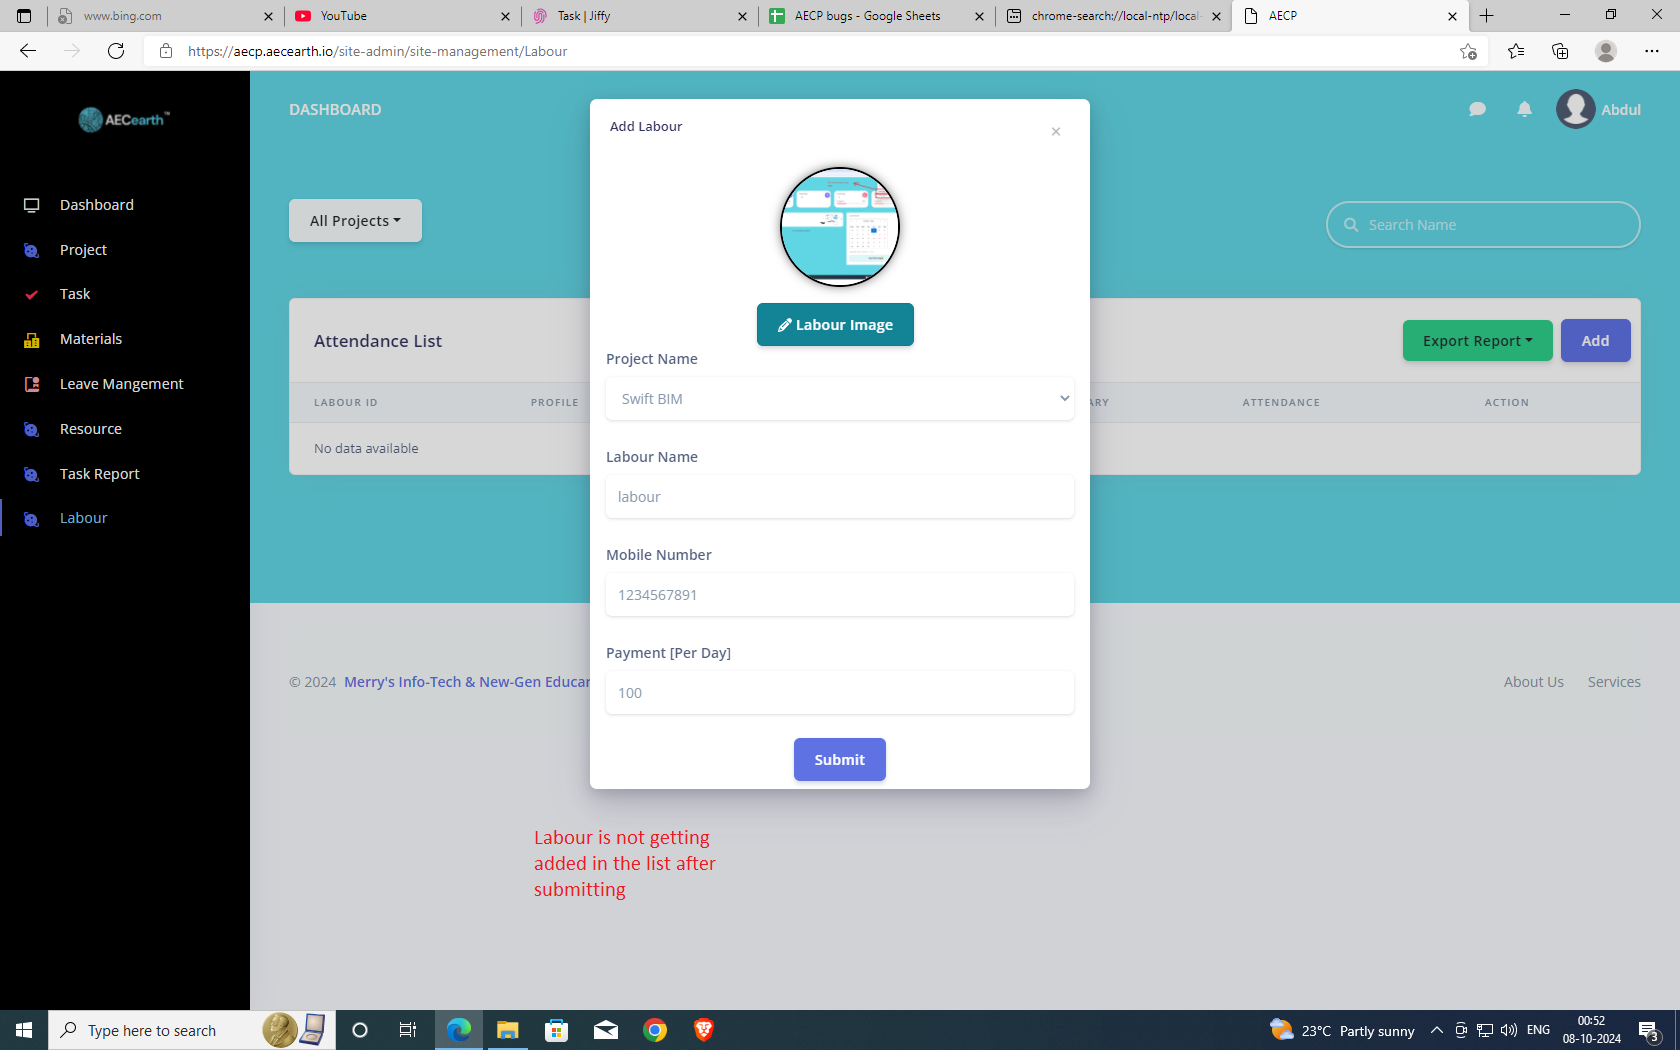 www.bing.com
YouTube
Task | Jiffy
AECP bugs - Google Sheets
chrome-search://local-ntp/local-
AECP
https://aecp.aecearth.io/site-admin/site-management/Labour
AECearth™
DASHBOARD
Abdul
Dashboard
Project
Task
Materials
Leave Mangement
Resource
Task Report
Labour
All Projects
Search Name
Attendance List
Export Report
Add
LABOUR ID PROFILE ARY ATTENDANCE ACTION
No data available
Add Labour
×
Labour Image
Project Name
Swift BIM
Labour Name
labour
Mobile Number
1234567891
Payment [Per Day]
100
Submit
© 2024 Merry's Info-Tech & New-Gen Educar
About Us Services
Labour is not getting
added in the list after
submitting
Type here to search
23°C Partly sunny
ENG
00:52
08-10-2024
3